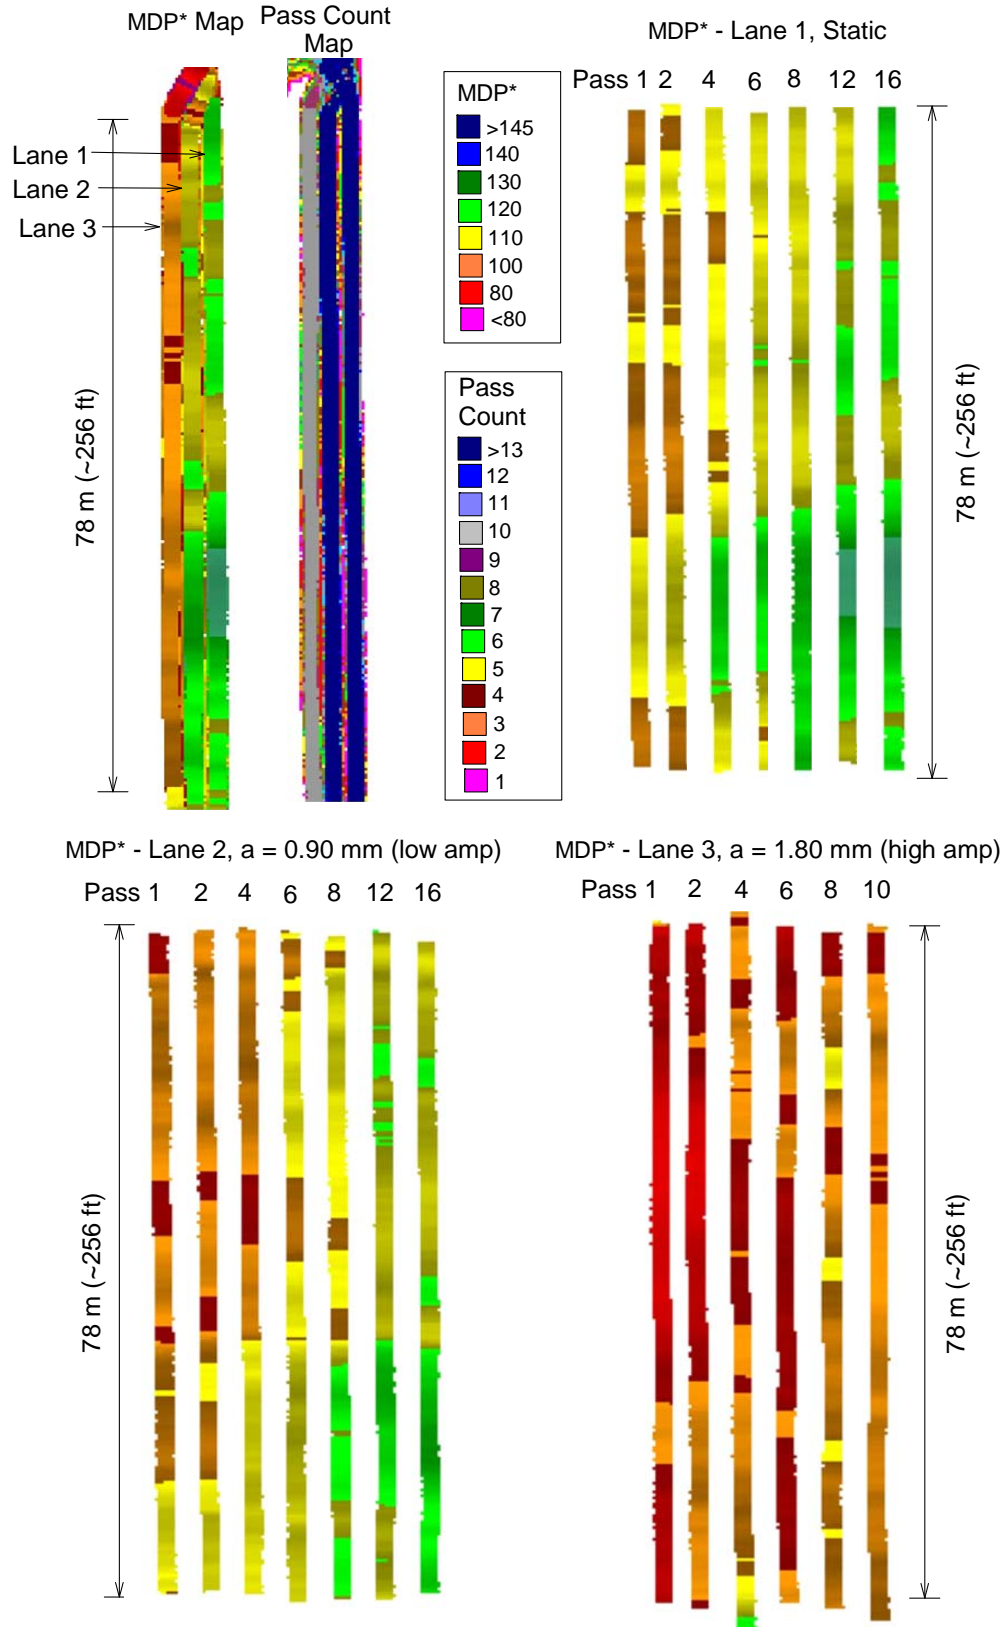 MDP* Map
Pass Count
Map
Lane 1
Lane 2
Lane 3
78 m (~256 ft)
MDP*
>145
140
130
120
110
100
80
<80
Pass
Count
>13
12
11
10
9
8
7
6
5
4
3
2
1
MDP* - Lane 1, Static
Pass 1 2 4 6 8 12 16
78 m (~256 ft)
MDP* - Lane 2, a = 0.90 mm (low amp)
Pass 1 2 4 6 8 12 16
78 m (~256 ft)
MDP* - Lane 3, a = 1.80 mm (high amp)
Pass 1 2 4 6 8 10
78 m (~256 ft)